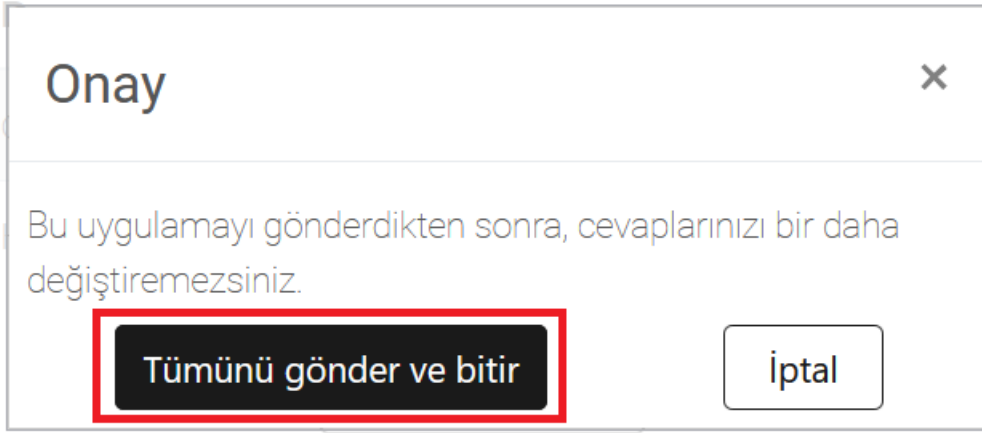 Onay ×
Bu uygulamayı gönderdikten sonra, cevaplarınızı bir daha
değiştiremezsiniz.
Tümünü gönder ve bitir İptal